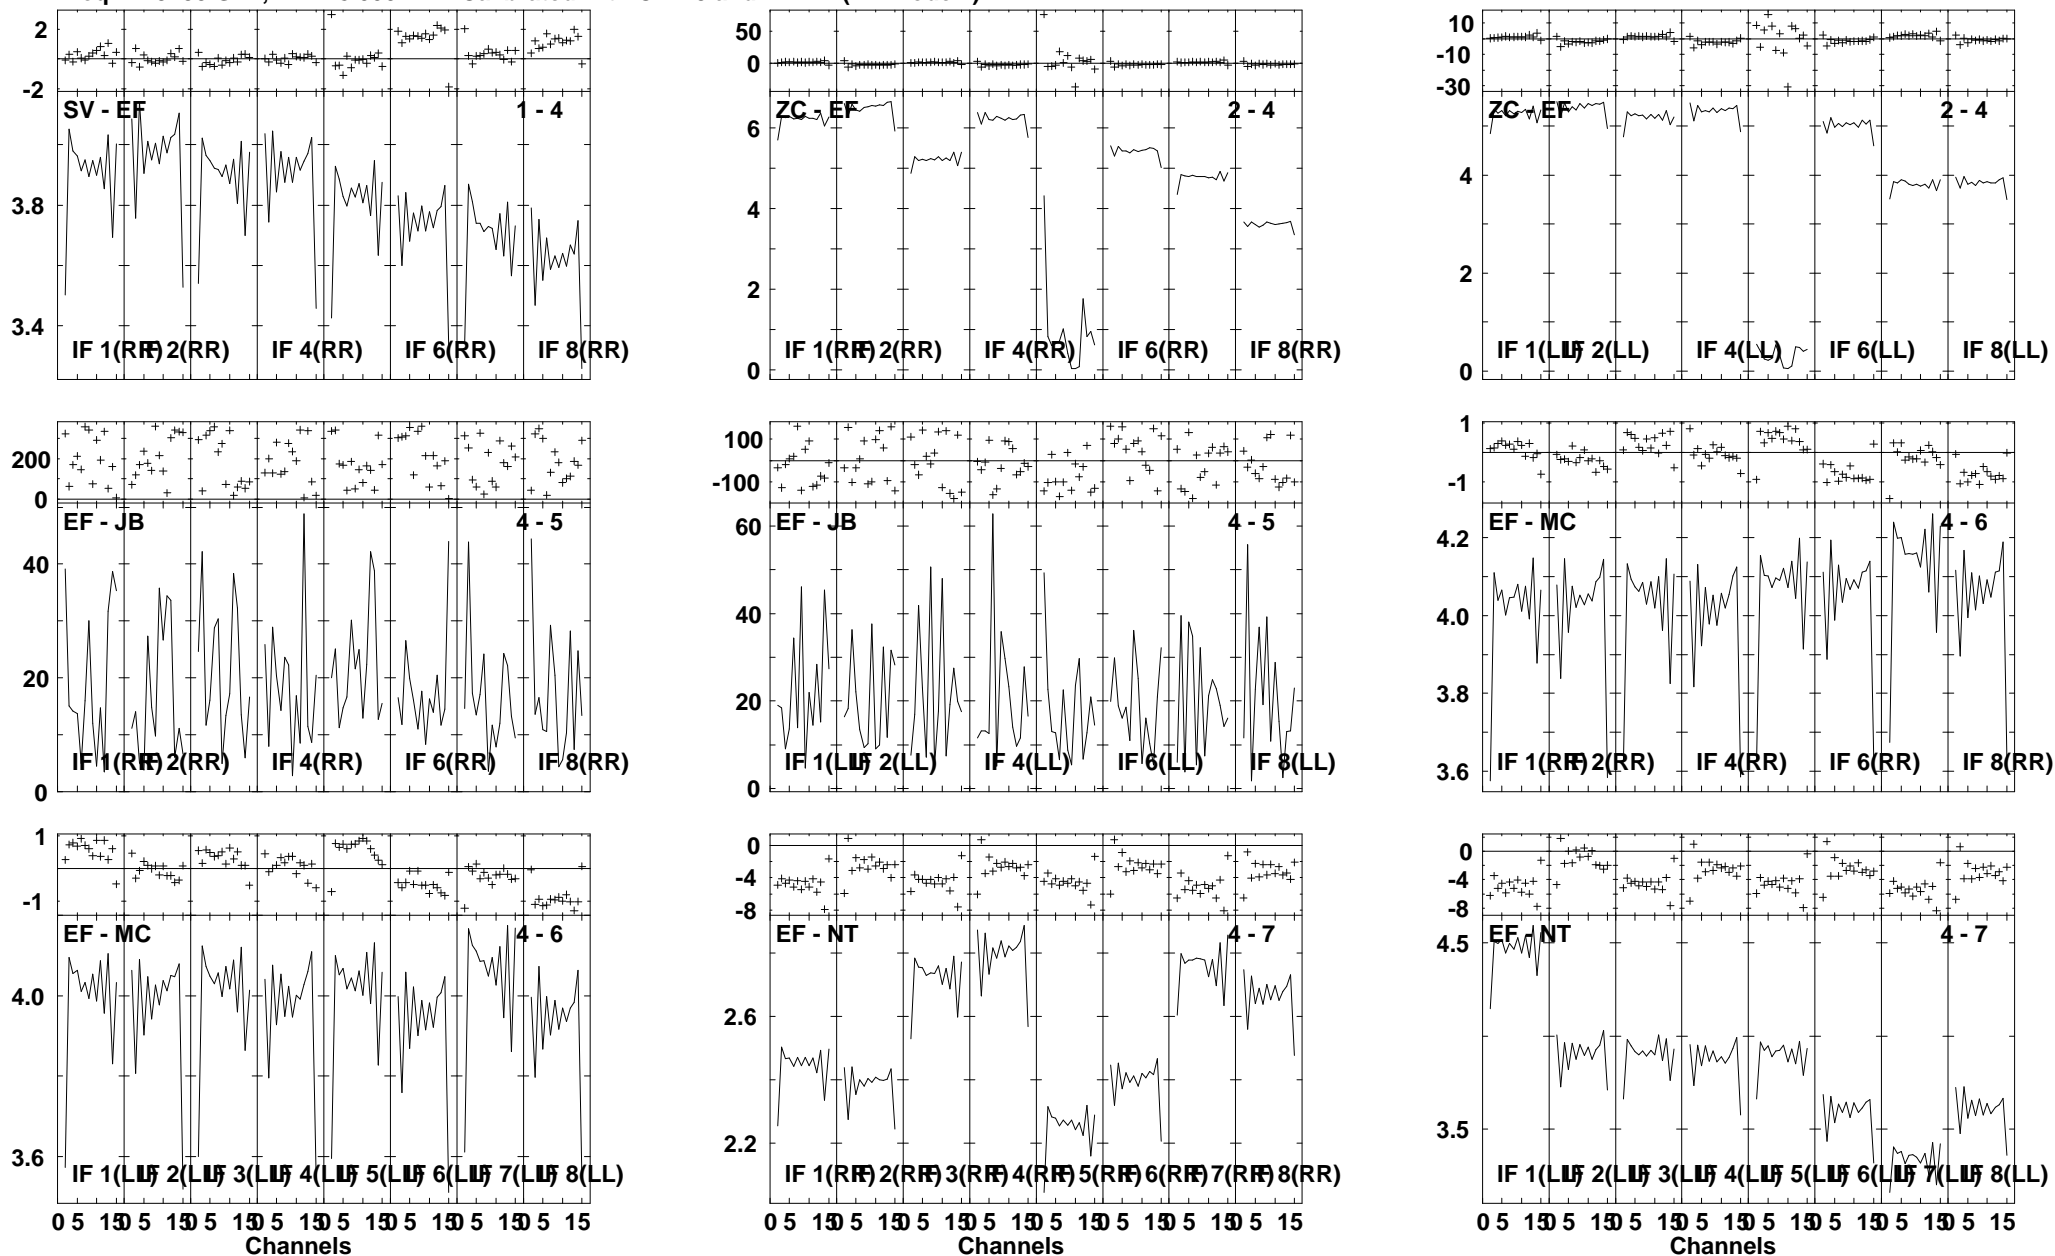 2
-2
SV - EF
1 - 4
3.8
3.4
IF 1(RR)
IF 2(RR)
IF 4(RR)
IF 6(RR)
IF 8(RR)
50
0
ZC - EF
2 - 4
6
4
2
0
IF 1(RR)
IF 2(RR)
IF 4(RR)
IF 6(RR)
IF 8(RR)
10
-10
-30
ZC - EF
2 - 4
4
2
0
IF 1(LL)
IF 2(LL)
IF 4(LL)
IF 6(LL)
IF 8(LL)
200
0
EF - JB
4 - 5
40
20
0
IF 1(RR)
IF 2(RR)
IF 4(RR)
IF 6(RR)
IF 8(RR)
100
-100
EF - JB
4 - 5
60
40
20
0
IF 1(LL)
IF 2(LL)
IF 4(LL)
IF 6(LL)
IF 8(LL)
1
-1
EF - MC
4 - 6
4.2
4.0
3.8
3.6
IF 1(RR)
IF 2(RR)
IF 4(RR)
IF 6(RR)
IF 8(RR)
1
-1
EF - MC
4 - 6
4.0
3.6
IF 1(LL)
IF 2(LL)
IF 3(LL)
IF 4(LL)
IF 5(LL)
IF 6(LL)
IF 7(LL)
IF 8(LL)
0 5 15 0 5 15 0 5 15 0 5 15 0 5 15 0 5 15 0 5 15 0 5 15
Channels
0
-4
-8
EF - NT
4 - 7
2.6
2.2
IF 1(RR)
IF 2(RR)
IF 3(RR)
IF 4(RR)
IF 5(RR)
IF 6(RR)
IF 7(RR)
IF 8(RR)
0 5 15 0 5 15 0 5 15 0 5 15 0 5 15 0 5 15 0 5 15 0 5 15
Channels
0
-4
-8
EF - NT
4 - 7
4.5
3.5
IF 1(LL)
IF 2(LL)
IF 3(LL)
IF 4(LL)
IF 5(LL)
IF 6(LL)
IF 7(LL)
IF 8(LL)
0 5 15 0 5 15 0 5 15 0 5 15 0 5 15 0 5 15 0 5 15 0 5 15
Channels